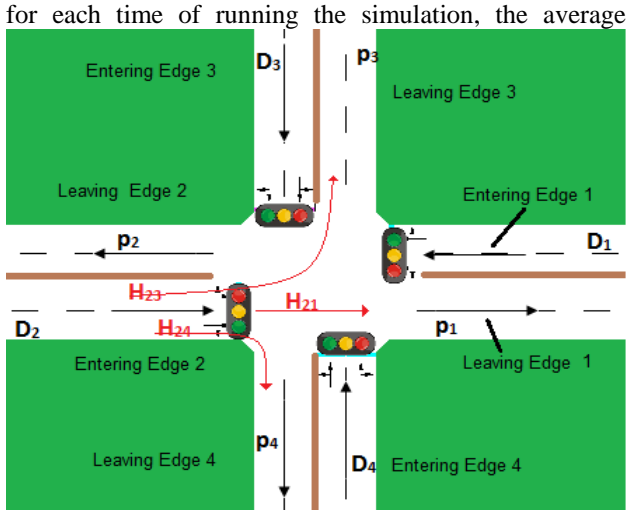 for each time of running the simulation, the average
Entering Edge 3
D3
p3
Leaving Edge 3
Leaving Edge 2
Entering Edge 1
p2
D1
H23
H21
D2
H24
p1
Entering Edge 2
Leaving Edge 1
Leaving Edge 4
p4
D4
Entering Edge 4